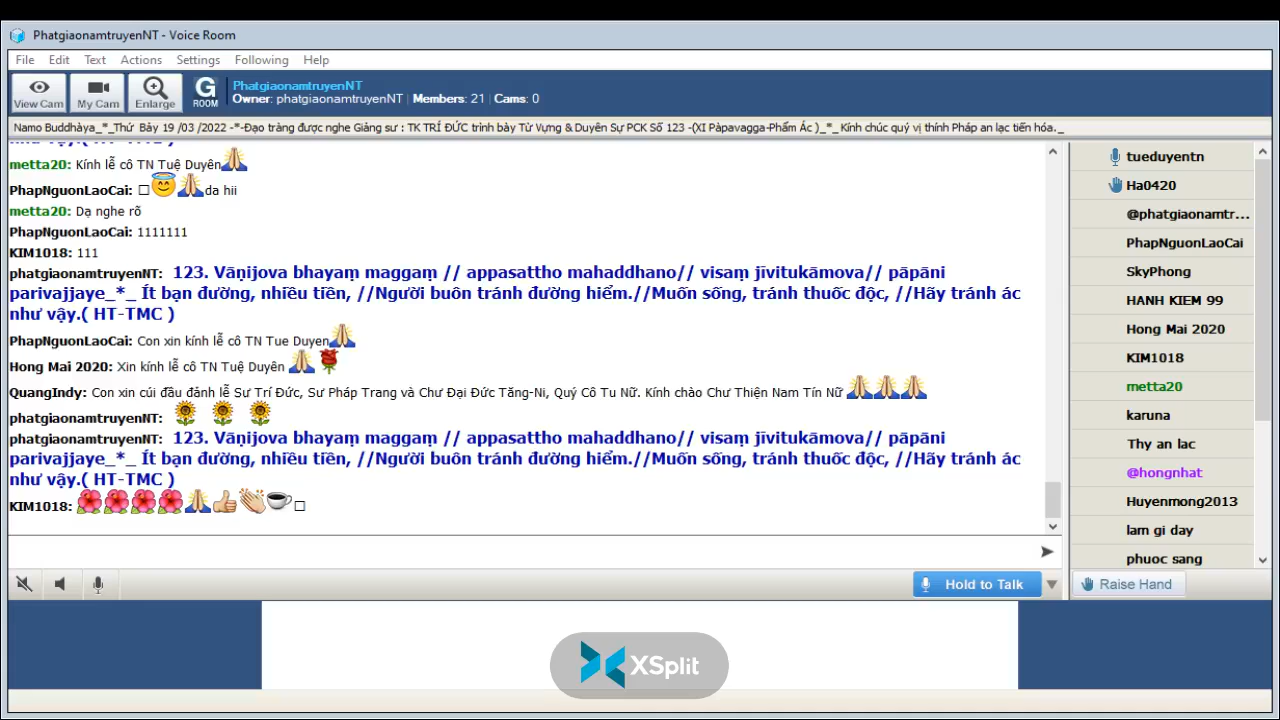 PhatgiaonamtruyenNT - Voice Room
File Edit Text Actions Settings Following Help
View Cam
My Cam
Enlarge
G
ROOM
PhatgiaonamtruyenNT
Owner: phatgiaonamtruyenNT | Members: 21 | Cams: 0
Namo Buddhàya_*_Thứ Bảy 19 /03 /2022 -*-Đạo tràng được nghe Giảng sư : TK TRÍ ĐỨC trình bày Từ Vựng & Duyên Sự PCK Số 123 -(XI Pàpavagga-Phẩm Ác )_*_ Kính chúc quý vị thính Pháp an lạc tiến hóa._
metta20: Kính lễ cô TN Tuệ Duyên
PhapNguonLaoCai: da hii
metta20: Dạ nghe rõ
PhapNguonLaoCai: 1111111
KIM1018: 111
phatgiaonamtruyenNT: 123. Vāṇijova bhayaṃ maggaṃ // appasattho mahaddhano// visaṃ jīvitukāmova// pāpāni
parivajjaye_*_ Ít bạn đường, nhiều tiền, //Người buôn tránh đường hiểm.//Muốn sống, tránh thuốc độc, //Hãy tránh ác
như vậy.( HT-TMC )
PhapNguonLaoCai: Con xin kính lễ cô TN Tue Duyen
Hong Mai 2020: Xin kính lễ cô TN Tuệ Duyên
QuangIndy: Con xin cúi đầu đảnh lễ Sư Trí Đức, Sư Pháp Trang và Chư Đại Đức Tăng-Ni, Quý Cô Tu Nữ. Kính chào Chư Thiện Nam Tín Nữ
phatgiaonamtruyenNT:
phatgiaonamtruyenNT: 123. Vāṇijova bhayaṃ maggaṃ // appasattho mahaddhano// visaṃ jīvitukāmova// pāpāni
parivajjaye_*_ Ít bạn đường, nhiều tiền, //Người buôn tránh đường hiểm.//Muốn sống, tránh thuốc độc, //Hãy tránh ác
như vậy.( HT-TMC )
KIM1018:
Hold to Talk
tueduyentn
Ha0420
@phatgiaonamtr...
PhapNguonLaoCai
SkyPhong
HANH KIEM 99
Hong Mai 2020
KIM1018
metta20
karuna
Thy an lac
@hongnhat
Huyenmong2013
lam gi day
phuoc sang
Raise Hand
XSplit